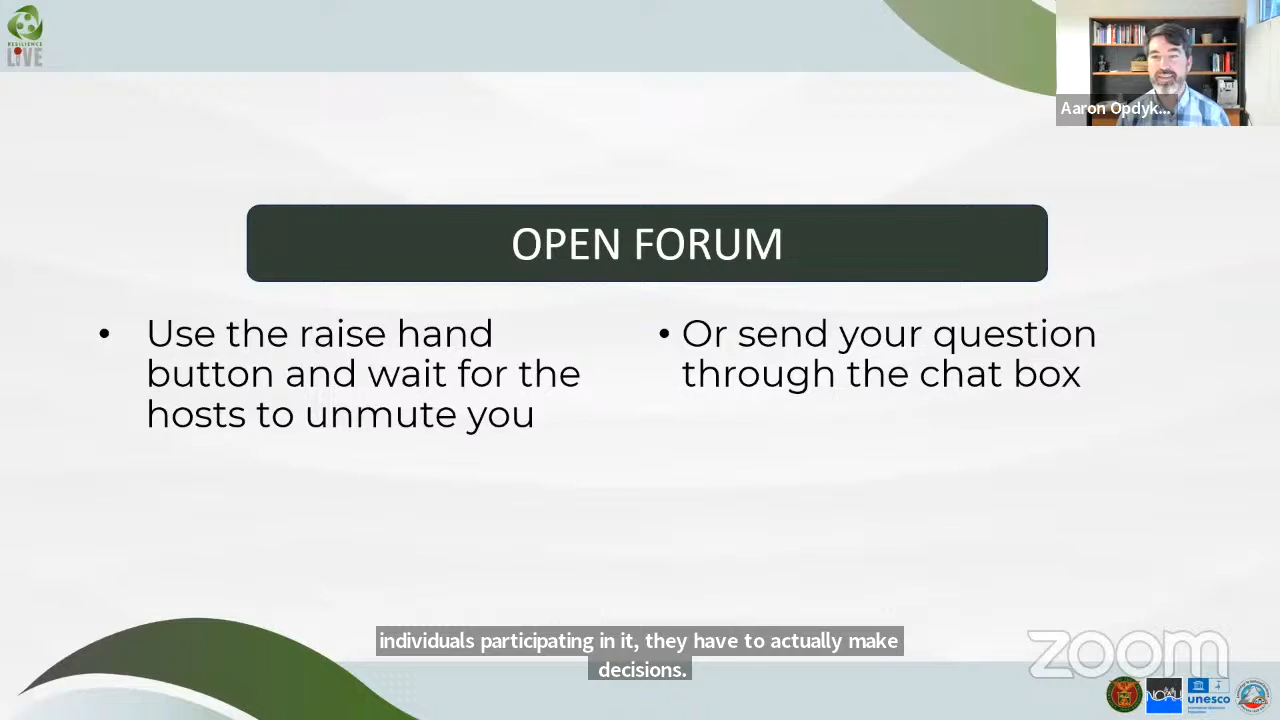 RESILIENCE
LIVE
Aaron Opdyk...
OPEN FORUM
• Use the raise hand
button and wait for the
hosts to unmute you
• Or send your question
through the chat box
individuals participating in it, they have to actually make
decisions.
zoom
NOAH
unesco